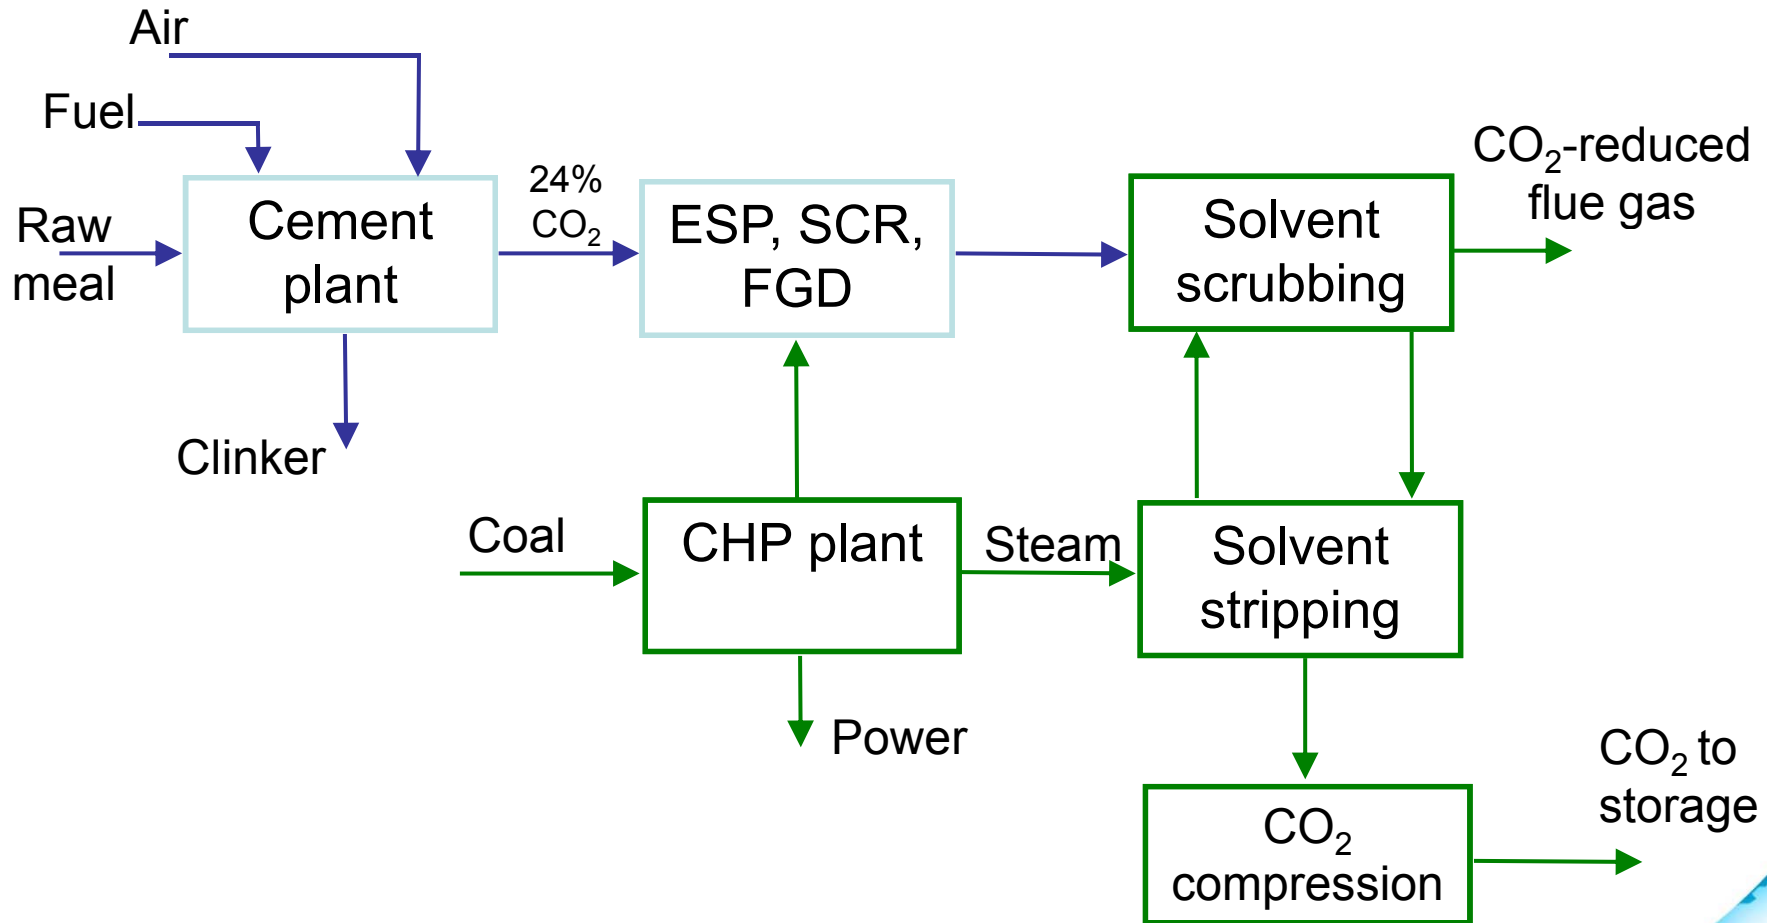 Air
Fuel
Raw
meal
Cement
plant
24%
CO₂
ESP, SCR,
FGD
Solvent
scrubbing
CO₂-reduced
flue gas
Clinker
Coal
CHP plant
Steam
Solvent
stripping
Power
CO₂
compression
CO₂ to
storage